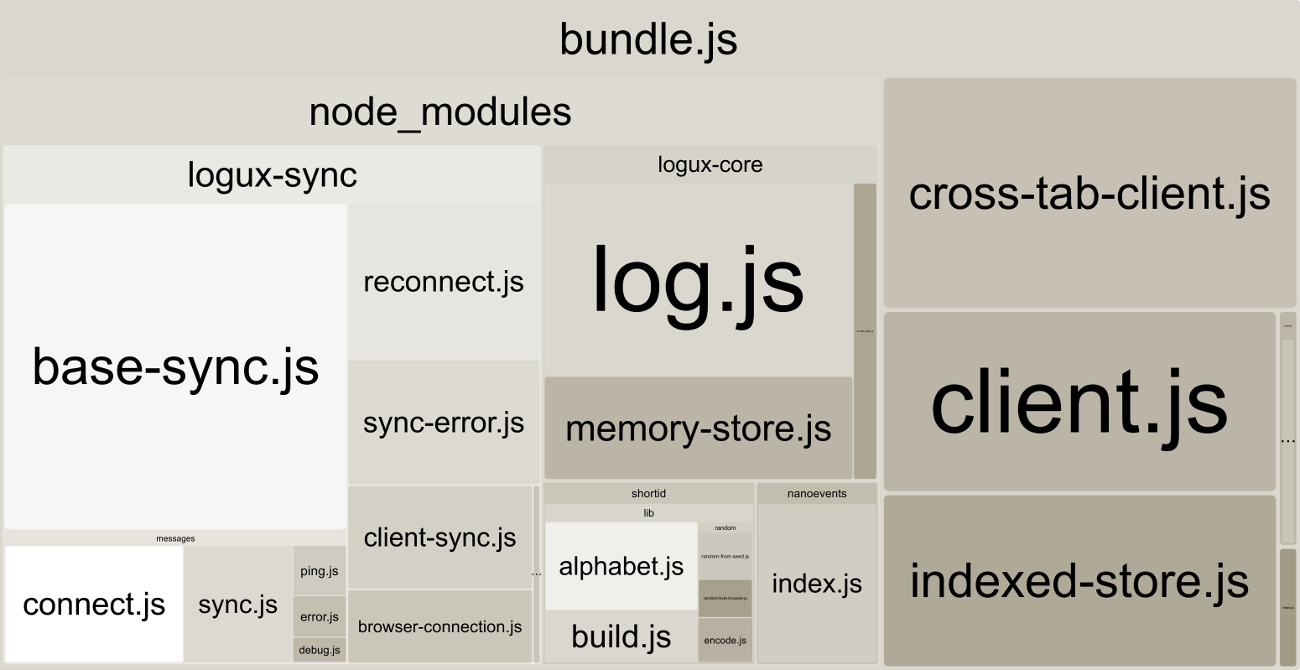 bundle.js
node_modules
logux-sync
base-sync.js
reconnect.js
sync-error.js
client-sync.js
...
browser-connection.js
messages
connect.js
sync.js
ping.js
error.js
debug.js
logux-core
log.js
memory-store.js
shortid
lib
alphabet.js
build.js
random
random-from-seed.js
random-byte-browser.js
encode.js
nanoevents
index.js
cross-tab-client.js
client.js
indexed-store.js
...